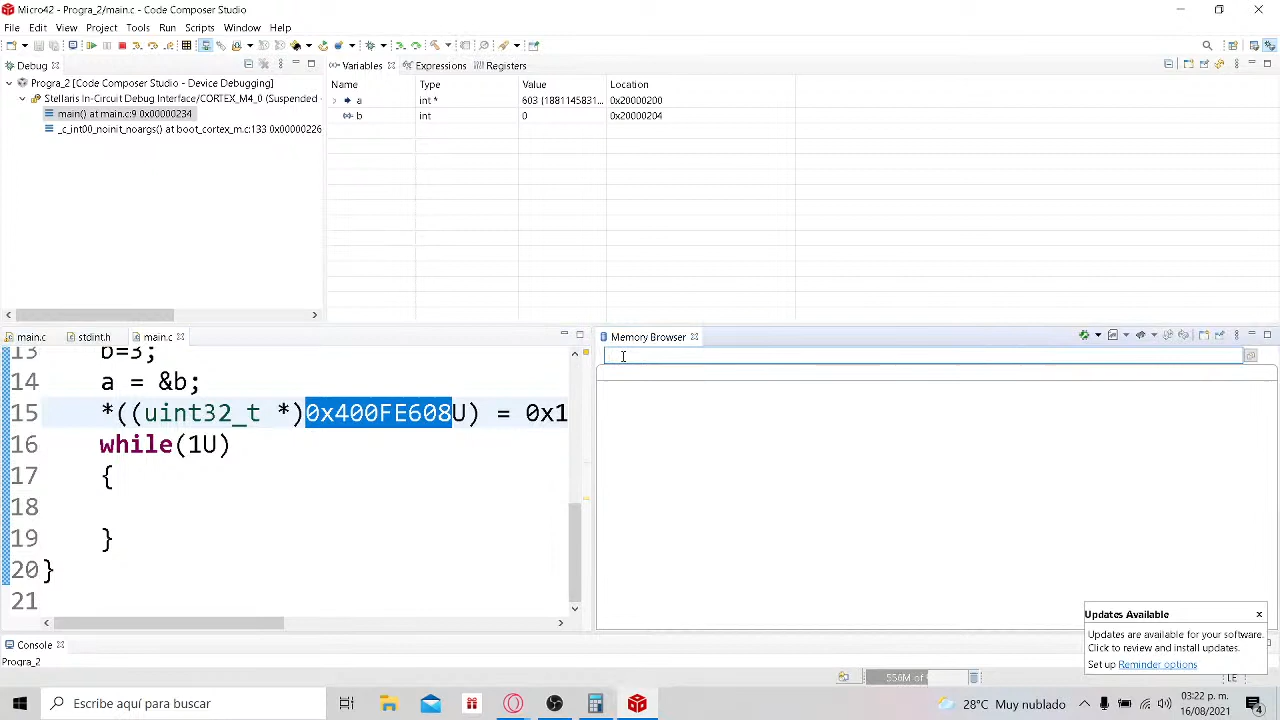 Micro42 - Progra_2/main.c - Code Composer Studio
File Edit View Project Tools Run Scripts Window Help
Debug
Progra_2 [Code Composer Studio - Device Debugging]
Stellaris In-Circuit Debug Interface/CORTEX_M4_0 (Suspended
main() at main.c:9 0x00000234
_c_int00_noinit_noargs() at boot_cortex_m.c:133 0x00000226
Variables Expressions Registers
Name Type Value Location
a int * 603 {1881145831... 0x20000200
b int 0 0x20000204
main.c stdint.h main.c
13 b=3;
14 a = &b;
15 *((uint32_t *)0x400FE608U) = 0x1
16 while(1U)
17 {
18
19 }
20 }
21
Memory Browser
Updates Available
Updates are available for your software.
Click to review and install updates.
Set up Reminder options
Console
Progra_2
LE
Escribe aquí para buscar
28°C Muy nublado
03:22 p. m.
16/08/2021
4